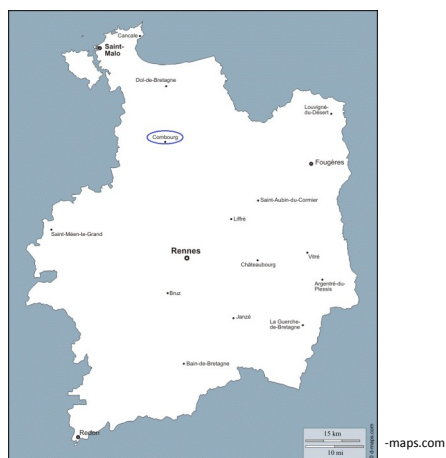 Cancale
Saint-
Malo
Dol-de-Bretagne
Louvigné-
du-Désert
Combourg
Fougères
Saint-Aubin-du-Cormier
Liffré
Saint-Méen-le-Grand
Rennes
Vitré
Châteaubourg
Argentré-du-
Plessis
Bruz
Janzé
La Guerche-
de-Bretagne
Bain-de-Bretagne
Redon
15 km
10 mi
© d-maps.com
-maps.com